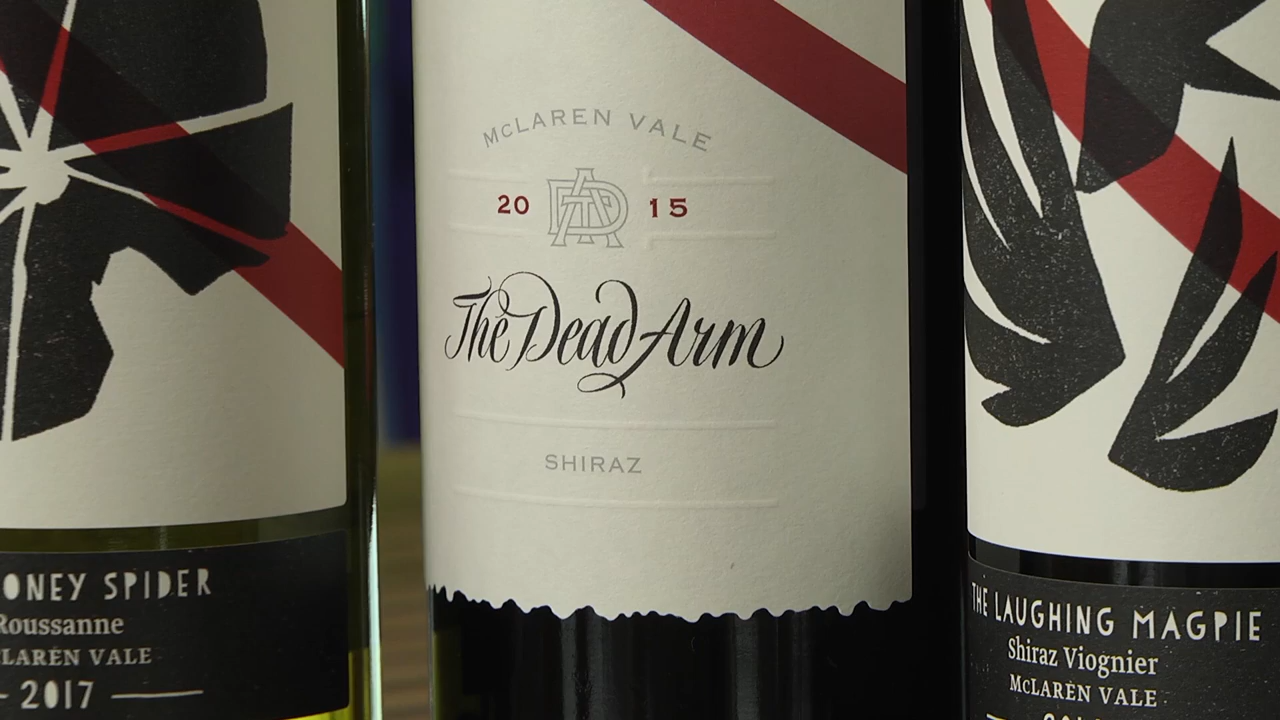 ONEY SPIDER
Roussanne
LAREN VALE
2017
McLAREN VALE
20 15
The Dead Arm
SHIRAZ
THE LAUGHING MAGPIE
Shiraz Viognier
McLAREN VALE